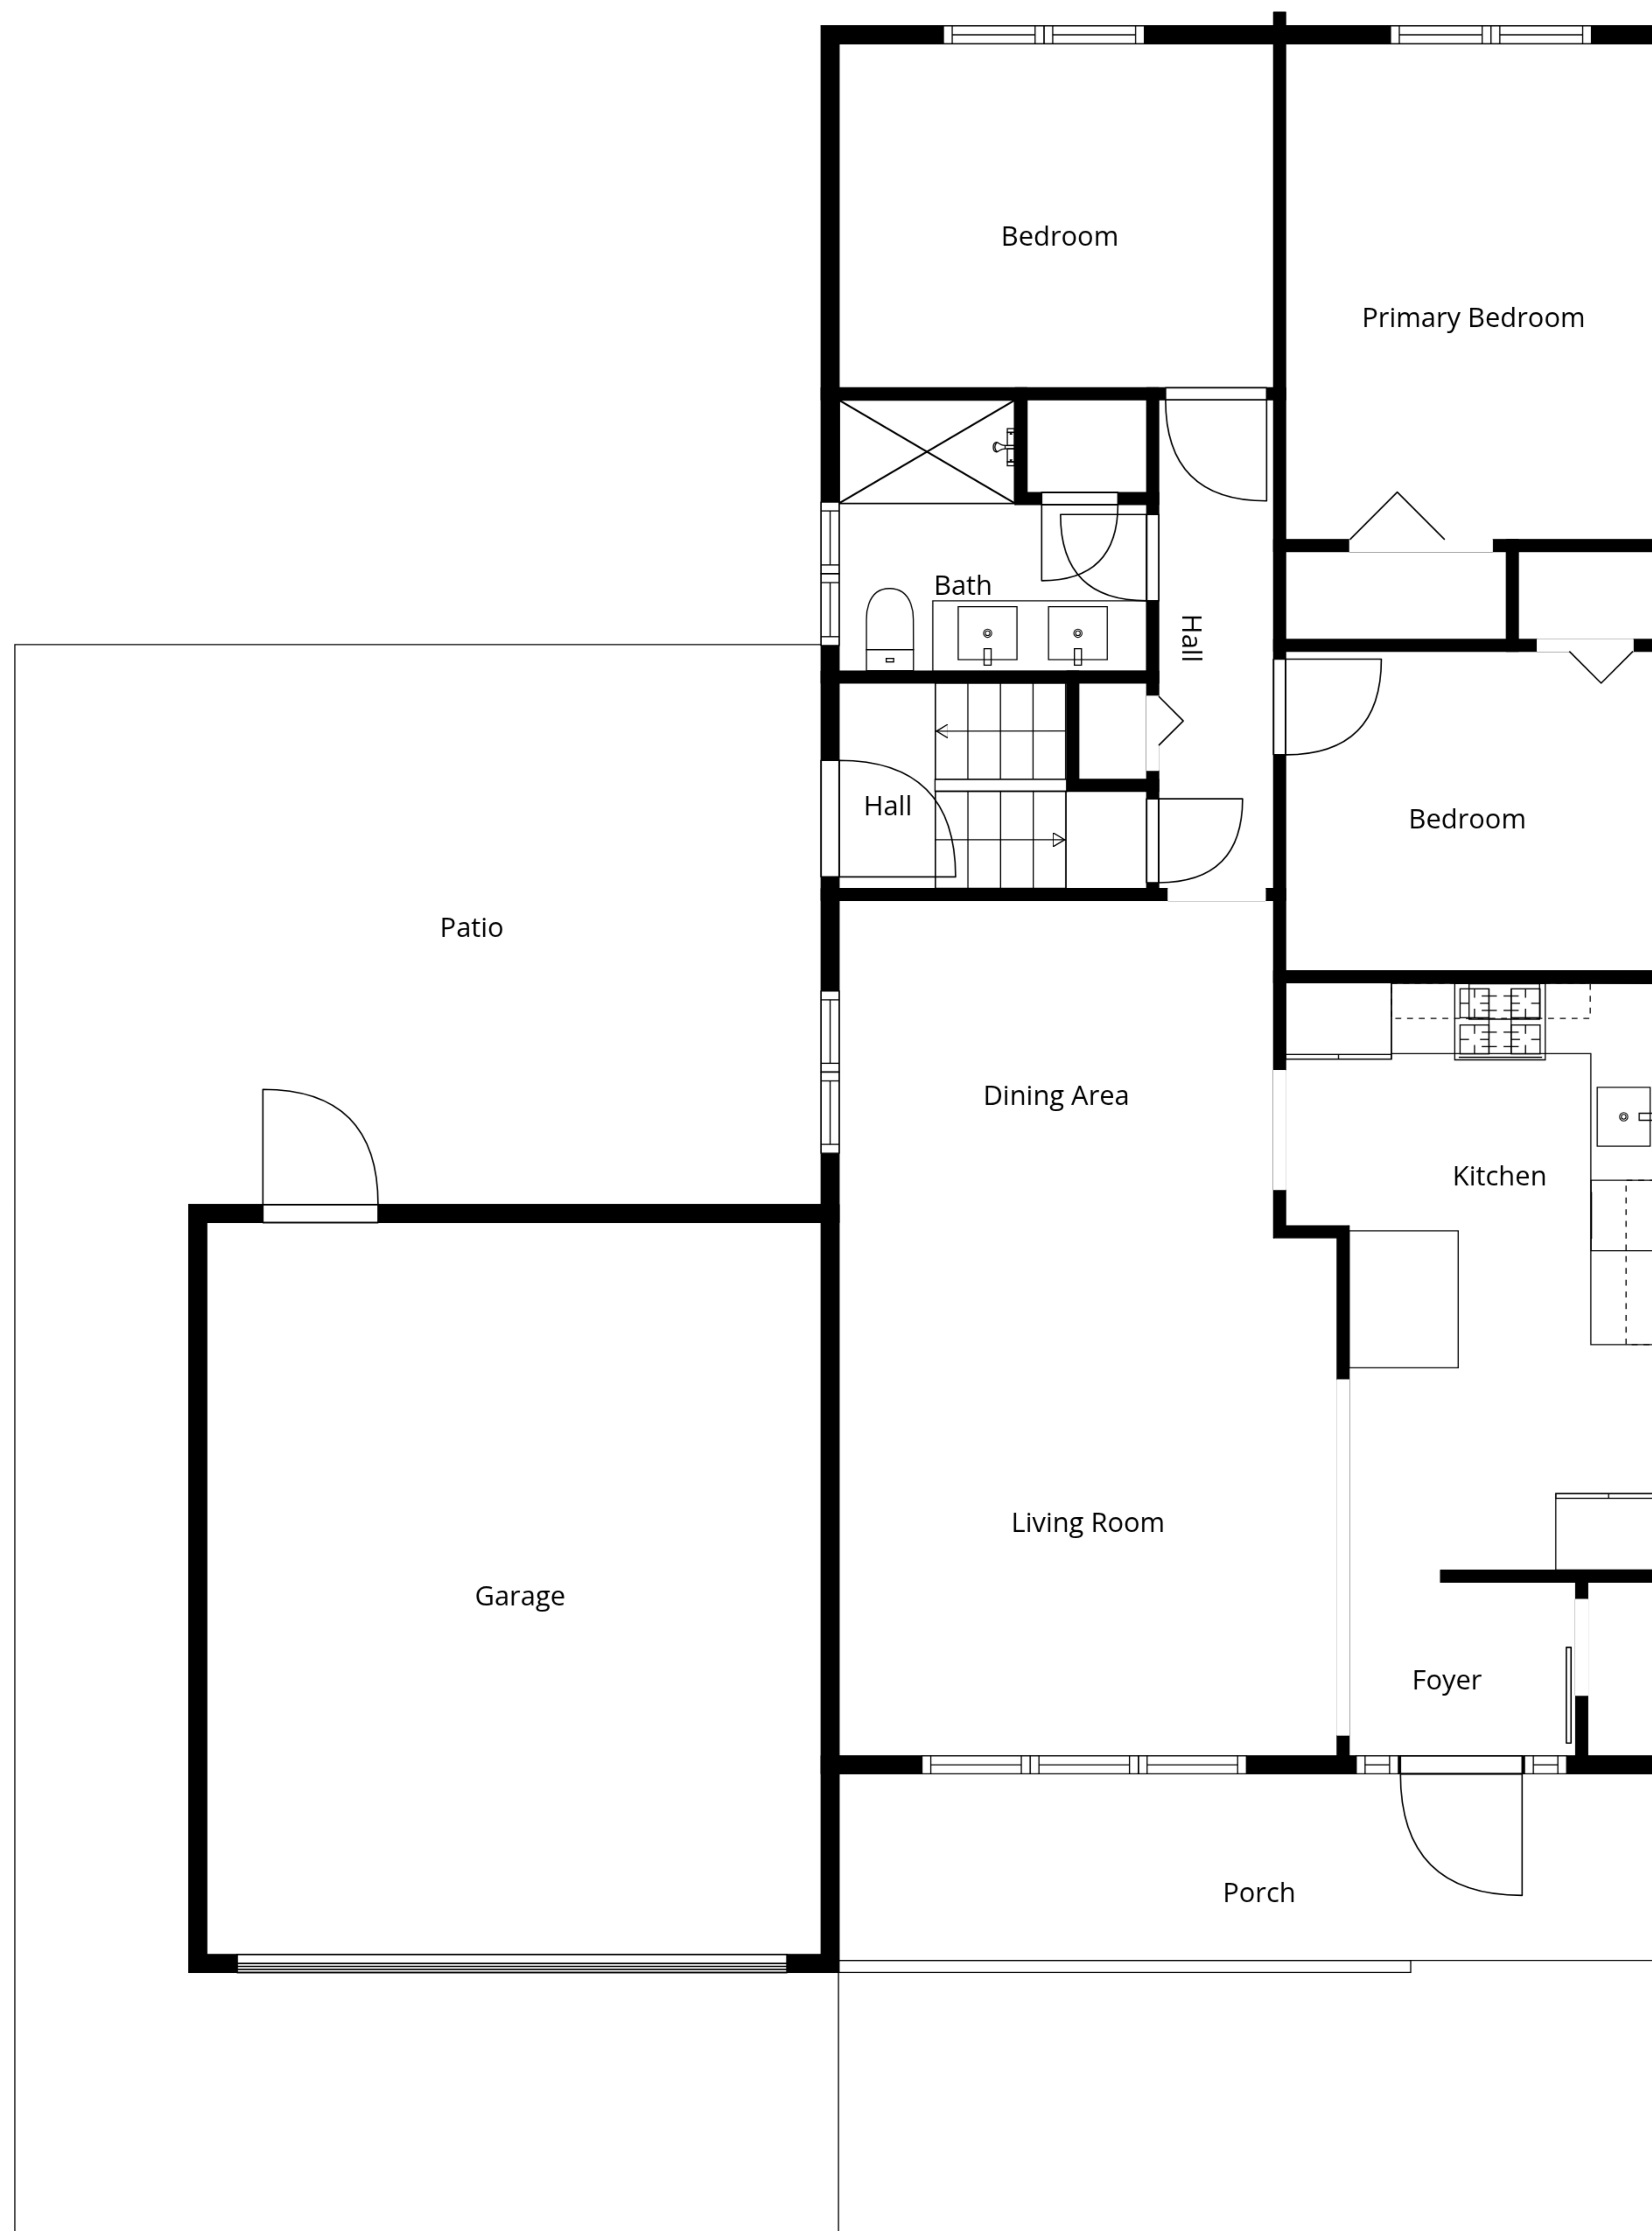 Bedroom
Primary Bedroom
Bath
Hall
Hall
Bedroom
Patio
Dining Area
Kitchen
Living Room
Garage
Foyer
Porch